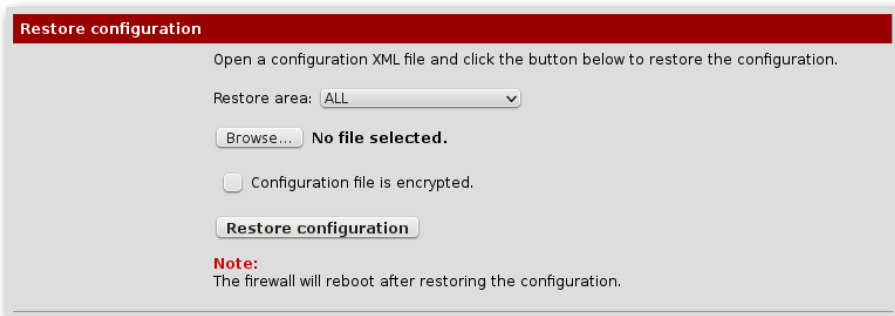 Restore configuration
Open a configuration XML file and click the button below to restore the configuration.
Restore area: ALL
Browse... No file selected.
Configuration file is encrypted.
Restore configuration
Note:
The firewall will reboot after restoring the configuration.